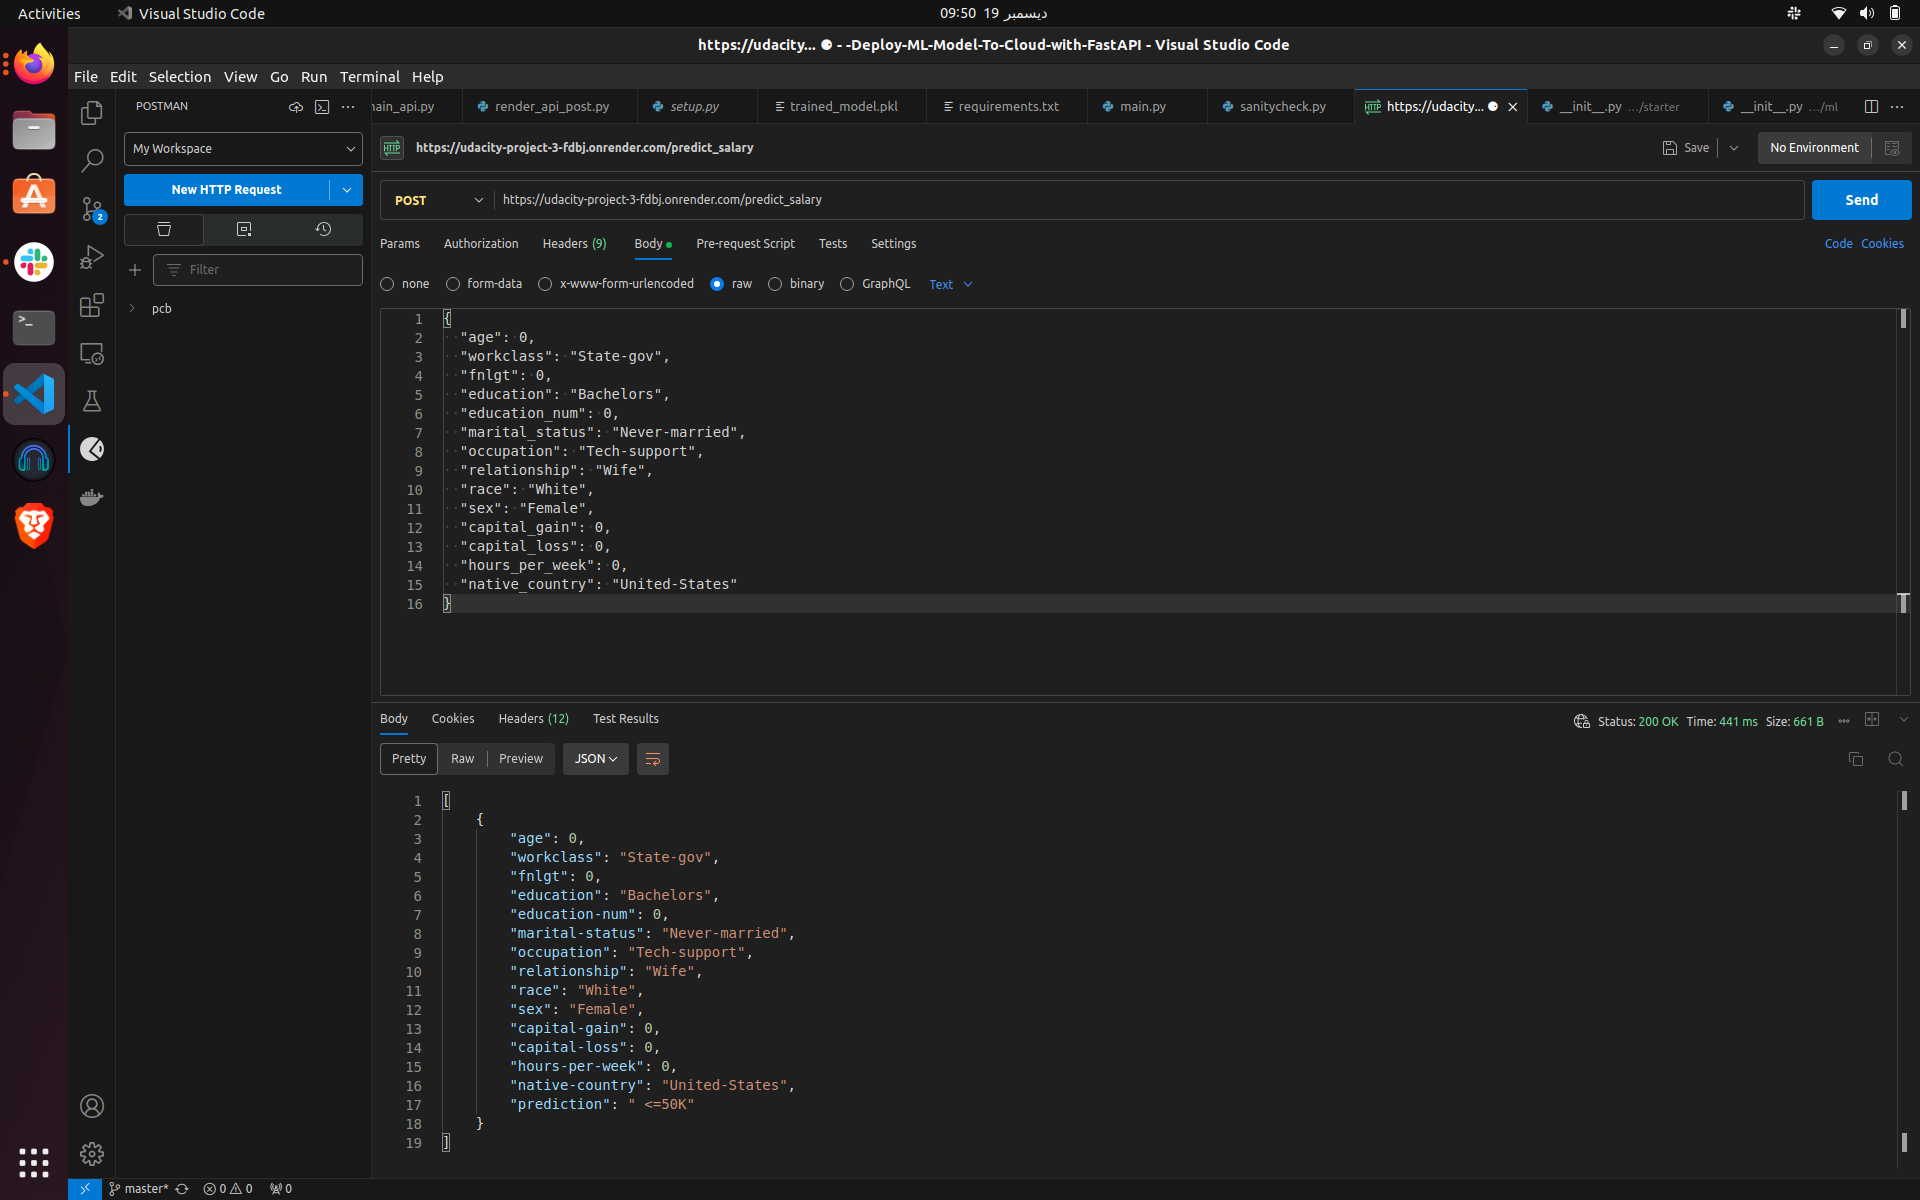 Activities
Visual Studio Code
09:50 19 ديسمبر
https://udacity... ● - -Deploy-ML-Model-To-Cloud-with-FastAPI - Visual Studio Code
File Edit Selection View Go Run Terminal Help
POSTMAN
nain_api.py
render_api_post.py
setup.py
trained_model.pkl
requirements.txt
main.py
sanitycheck.py
HTTP https://udacity...
__init__.py .../starter
__init__.py .../ml
My Workspace
HTTP https://udacity-project-3-fdbj.onrender.com/predict_salary
Save
No Environment
New HTTP Request
POST
https://udacity-project-3-fdbj.onrender.com/predict_salary
Send
2
Params Authorization Headers (9) Body Pre-request Script Tests Settings
Code Cookies
Filter
none form-data x-www-form-urlencoded raw binary GraphQL Text
pcb
1 {
2 "age": 0,
3 "workclass": "State-gov",
4 "fnlgt": 0,
5 "education": "Bachelors",
6 "education_num": 0,
7 "marital_status": "Never-married",
8 "occupation": "Tech-support",
9 "relationship": "Wife",
10 "race": "White",
11 "sex": "Female",
12 "capital_gain": 0,
13 "capital_loss": 0,
14 "hours_per_week": 0,
15 "native_country": "United-States"
16 }
Body Cookies Headers (12) Test Results
Status: 200 OK Time: 441 ms Size: 661 B
Pretty Raw Preview JSON
1 [
2 {
3 "age": 0,
4 "workclass": "State-gov",
5 "fnlgt": 0,
6 "education": "Bachelors",
7 "education-num": 0,
8 "marital-status": "Never-married",
9 "occupation": "Tech-support",
10 "relationship": "Wife",
11 "race": "White",
12 "sex": "Female",
13 "capital-gain": 0,
14 "capital-loss": 0,
15 "hours-per-week": 0,
16 "native-country": "United-States",
17 "prediction": " <=50K"
18 }
19 ]
master* 0 0 0